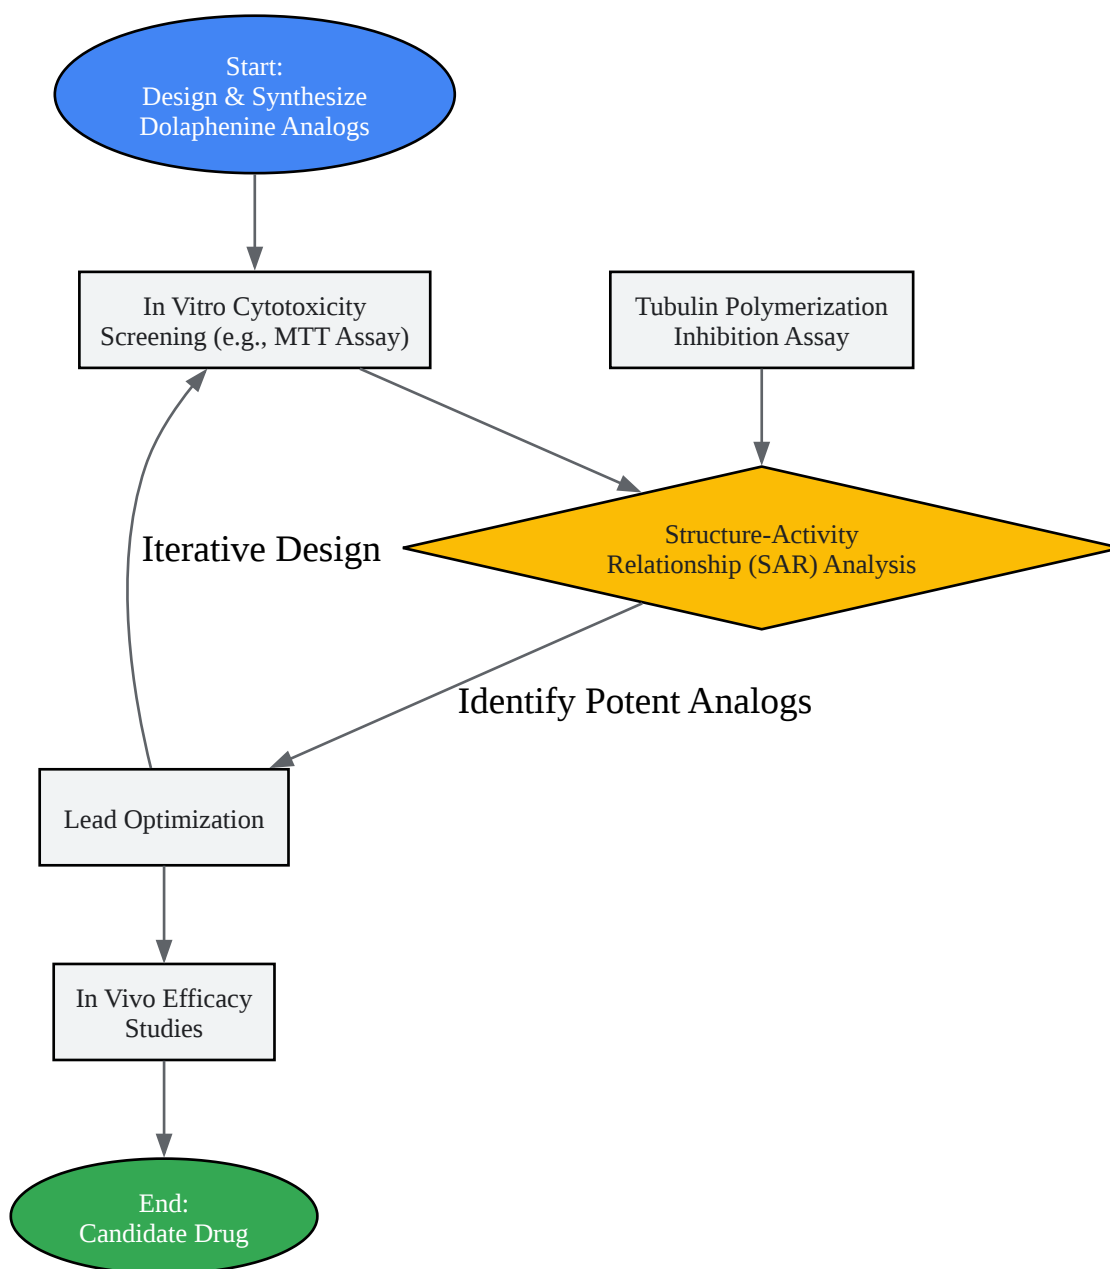 Start:
Design & Synthesize
Dolaphenine Analogs
In Vitro Cytotoxicity
Screening (e.g., MTT Assay)
Tubulin Polymerization
Inhibition Assay
Structure-Activity
Relationship (SAR) Analysis
Iterative Design
Identify Potent Analogs
Lead Optimization
In Vivo Efficacy
Studies
End:
Candidate Drug